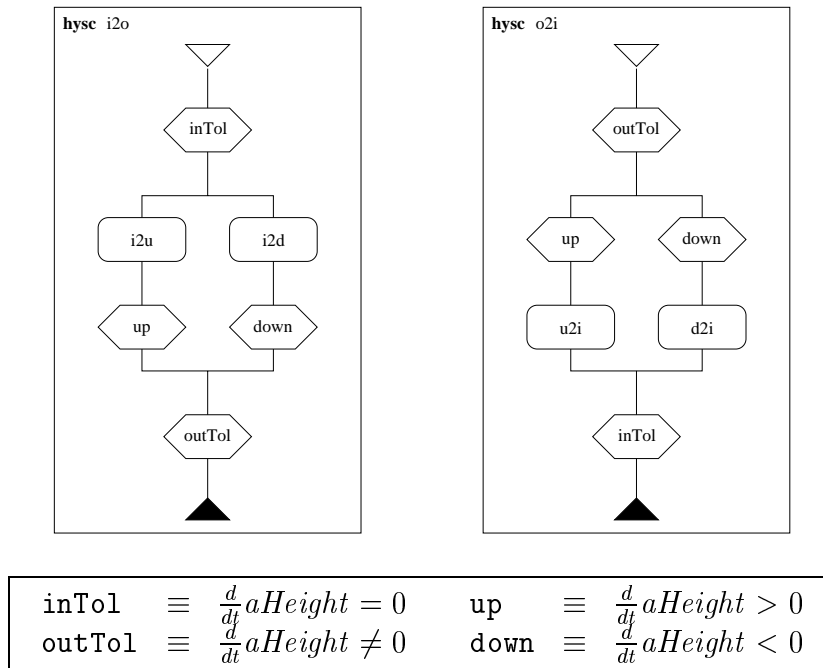 hysc i2o
inTol
i2u i2d
up down
outTol
hysc o2i
outTol
up down
u2i d2i
inTol
inTol ≡ d/dt aHeight = 0 up ≡ d/dt aHeight > 0
outTol ≡ d/dt aHeight ≠ 0 down ≡ d/dt aHeight < 0